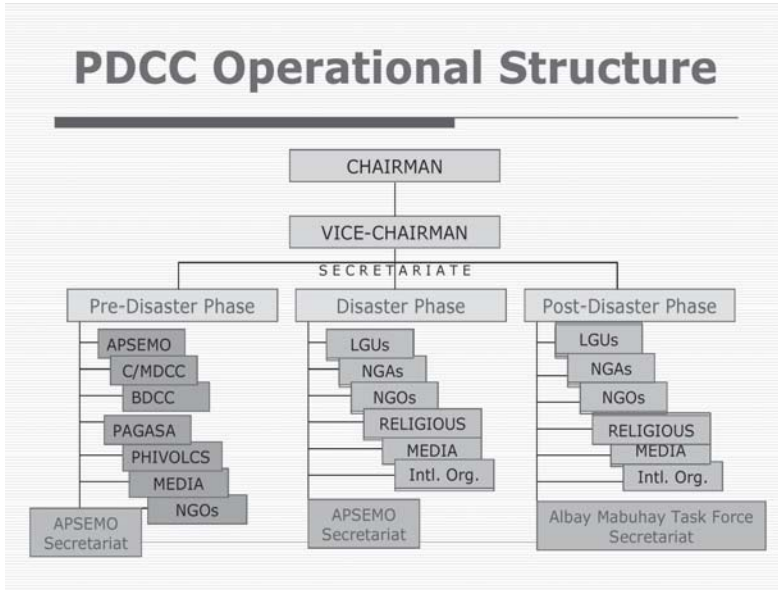 PDCC Operational Structure
CHAIRMAN
VICE-CHAIRMAN
SECRETARIATE
Pre-Disaster Phase
APSEMO
C/MDCC
BDCC
PAGASA
PHIVOLCS
MEDIA
NGOs
APSEMO
Secretariat
Disaster Phase
LGUs
NGAs
NGOs
RELIGIOUS
MEDIA
Intl. Org.
APSEMO
Secretariat
Post-Disaster Phase
LGUs
NGAs
NGOs
RELIGIOUS
MEDIA
Intl. Org.
Albay Mabuhay Task Force
Secretariat